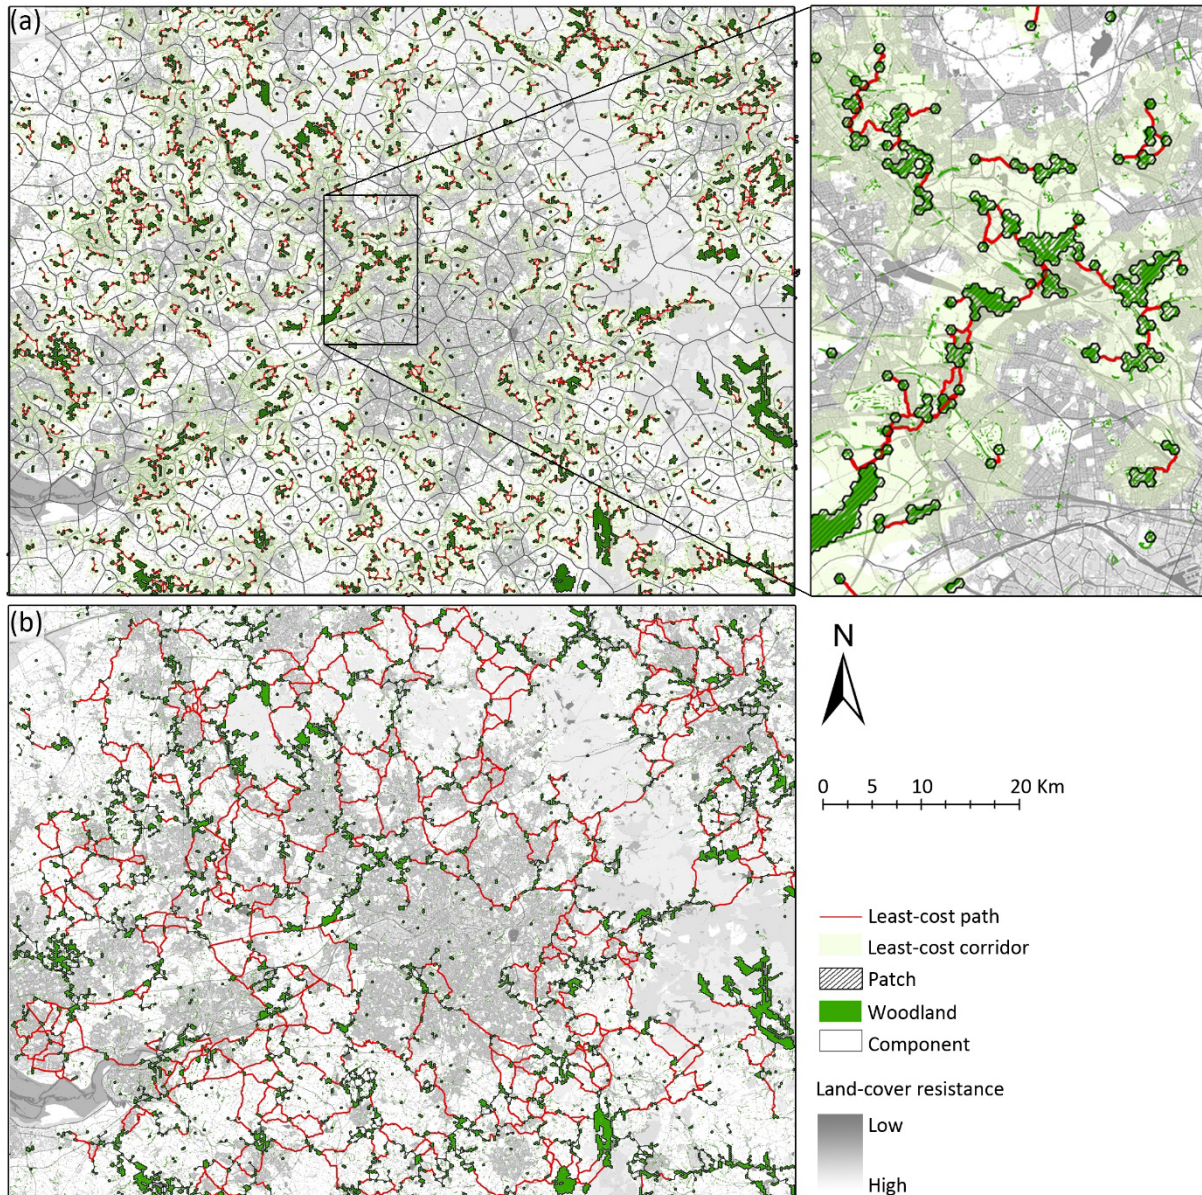 (a)
(b)
N
0 5 10 20 Km
Least-cost path
Least-cost corridor
Patch
Woodland
Component
Land-cover resistance
Low
High